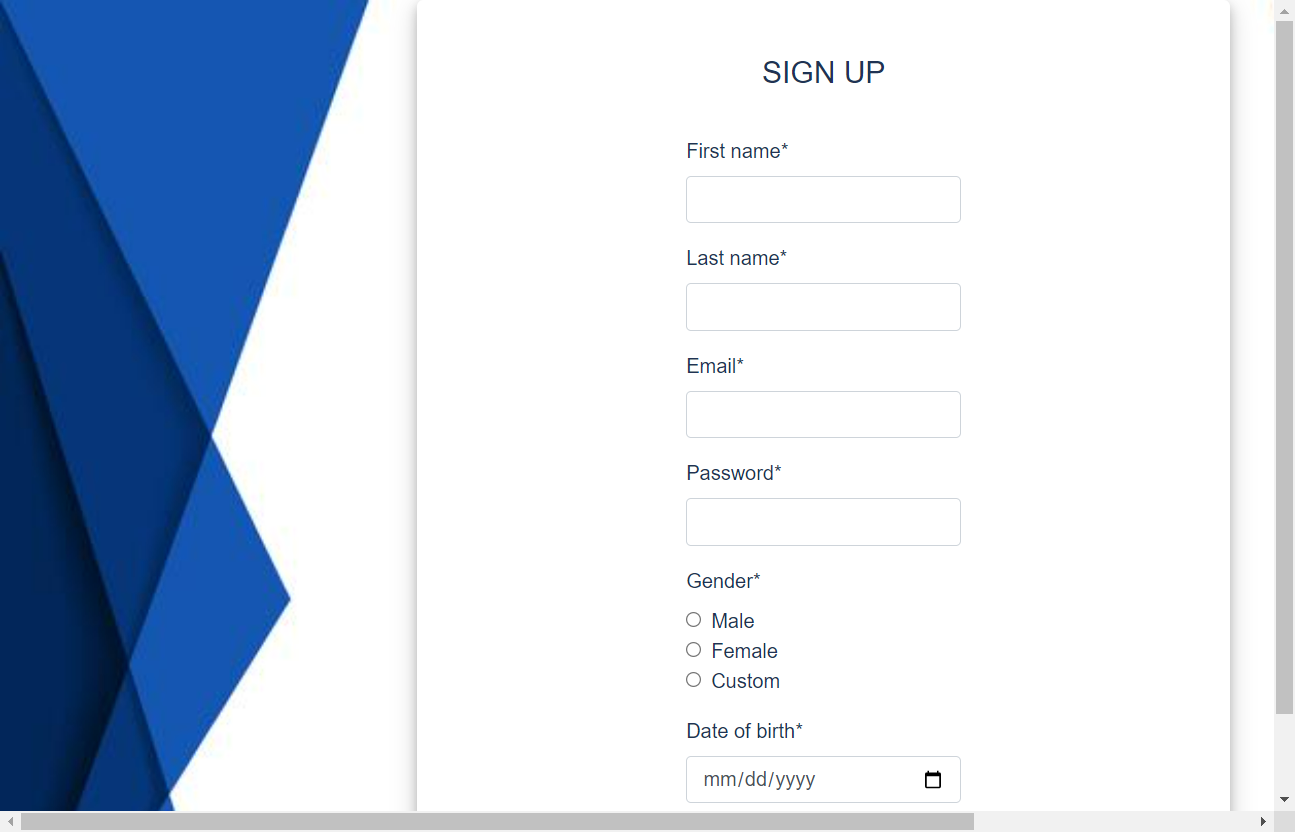 SIGN UP
First name*
Last name*
Email*
Password*
Gender*
Male
Female
Custom
Date of birth*
mm/dd/yyyy